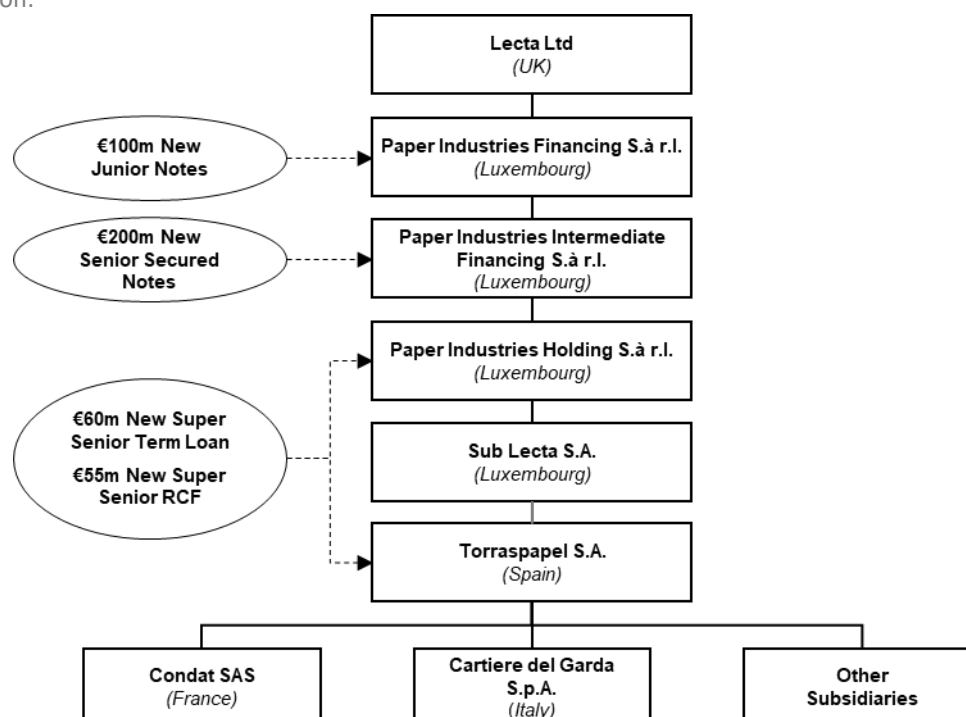 on.
Lecta Ltd
(UK)
€100m New
Junior Notes
Paper Industries Financing S.à r.l.
(Luxembourg)
€200m New
Senior Secured
Notes
Paper Industries Intermediate
Financing S.à r.l.
(Luxembourg)
Paper Industries Holding S.à r.l.
(Luxembourg)
€60m New Super
Senior Term Loan
€55m New Super
Senior RCF
Sub Lecta S.A.
(Luxembourg)
Torraspapel S.A.
(Spain)
Condat SAS
(France)
Cartiere del Garda
S.p.A.
(Italy)
Other
Subsidiaries